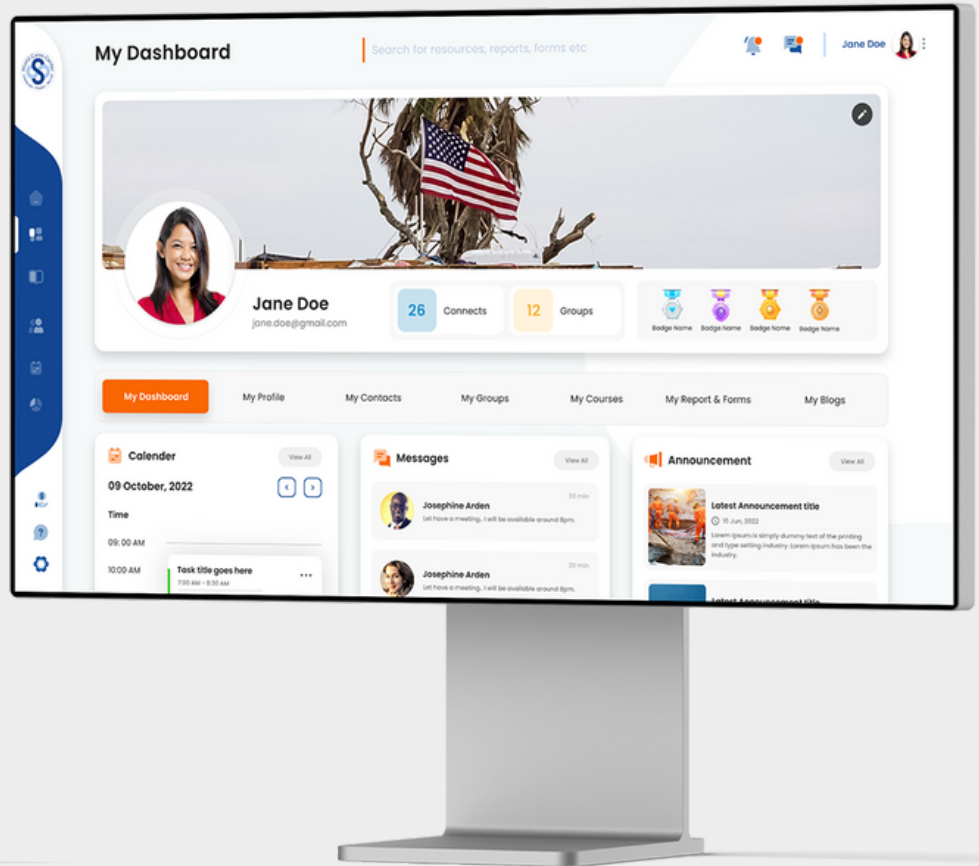 My Dashboard
Search for resources, reports, forms etc
Jane Doe
S
Jane Doe
jane.doe@gmail.com
26 Connects
12 Groups
Badge Name Badge Name Badge Name Badge Name
My Dashboard My Profile My Contacts My Groups My Courses My Report & Forms My Blogs
Calender View All
09 October, 2022
Time
09: 00 AM
10:00 AM
Task title goes here
7:00 AM - 8:30 AM
Messages View All
30 min
Josephine Arden
Let have a meeting.. I will be available around 8pm.
30 min
Josephine Arden
Let have a meeting.. I will be available around 8pm.
Announcement View All
Latest Announcement title
15 Jun, 2022
Lorem Ipsum is simply dummy text of the printing
and type setting industry. Lorem Ipsum has been the
industry.
Latest Announcement title